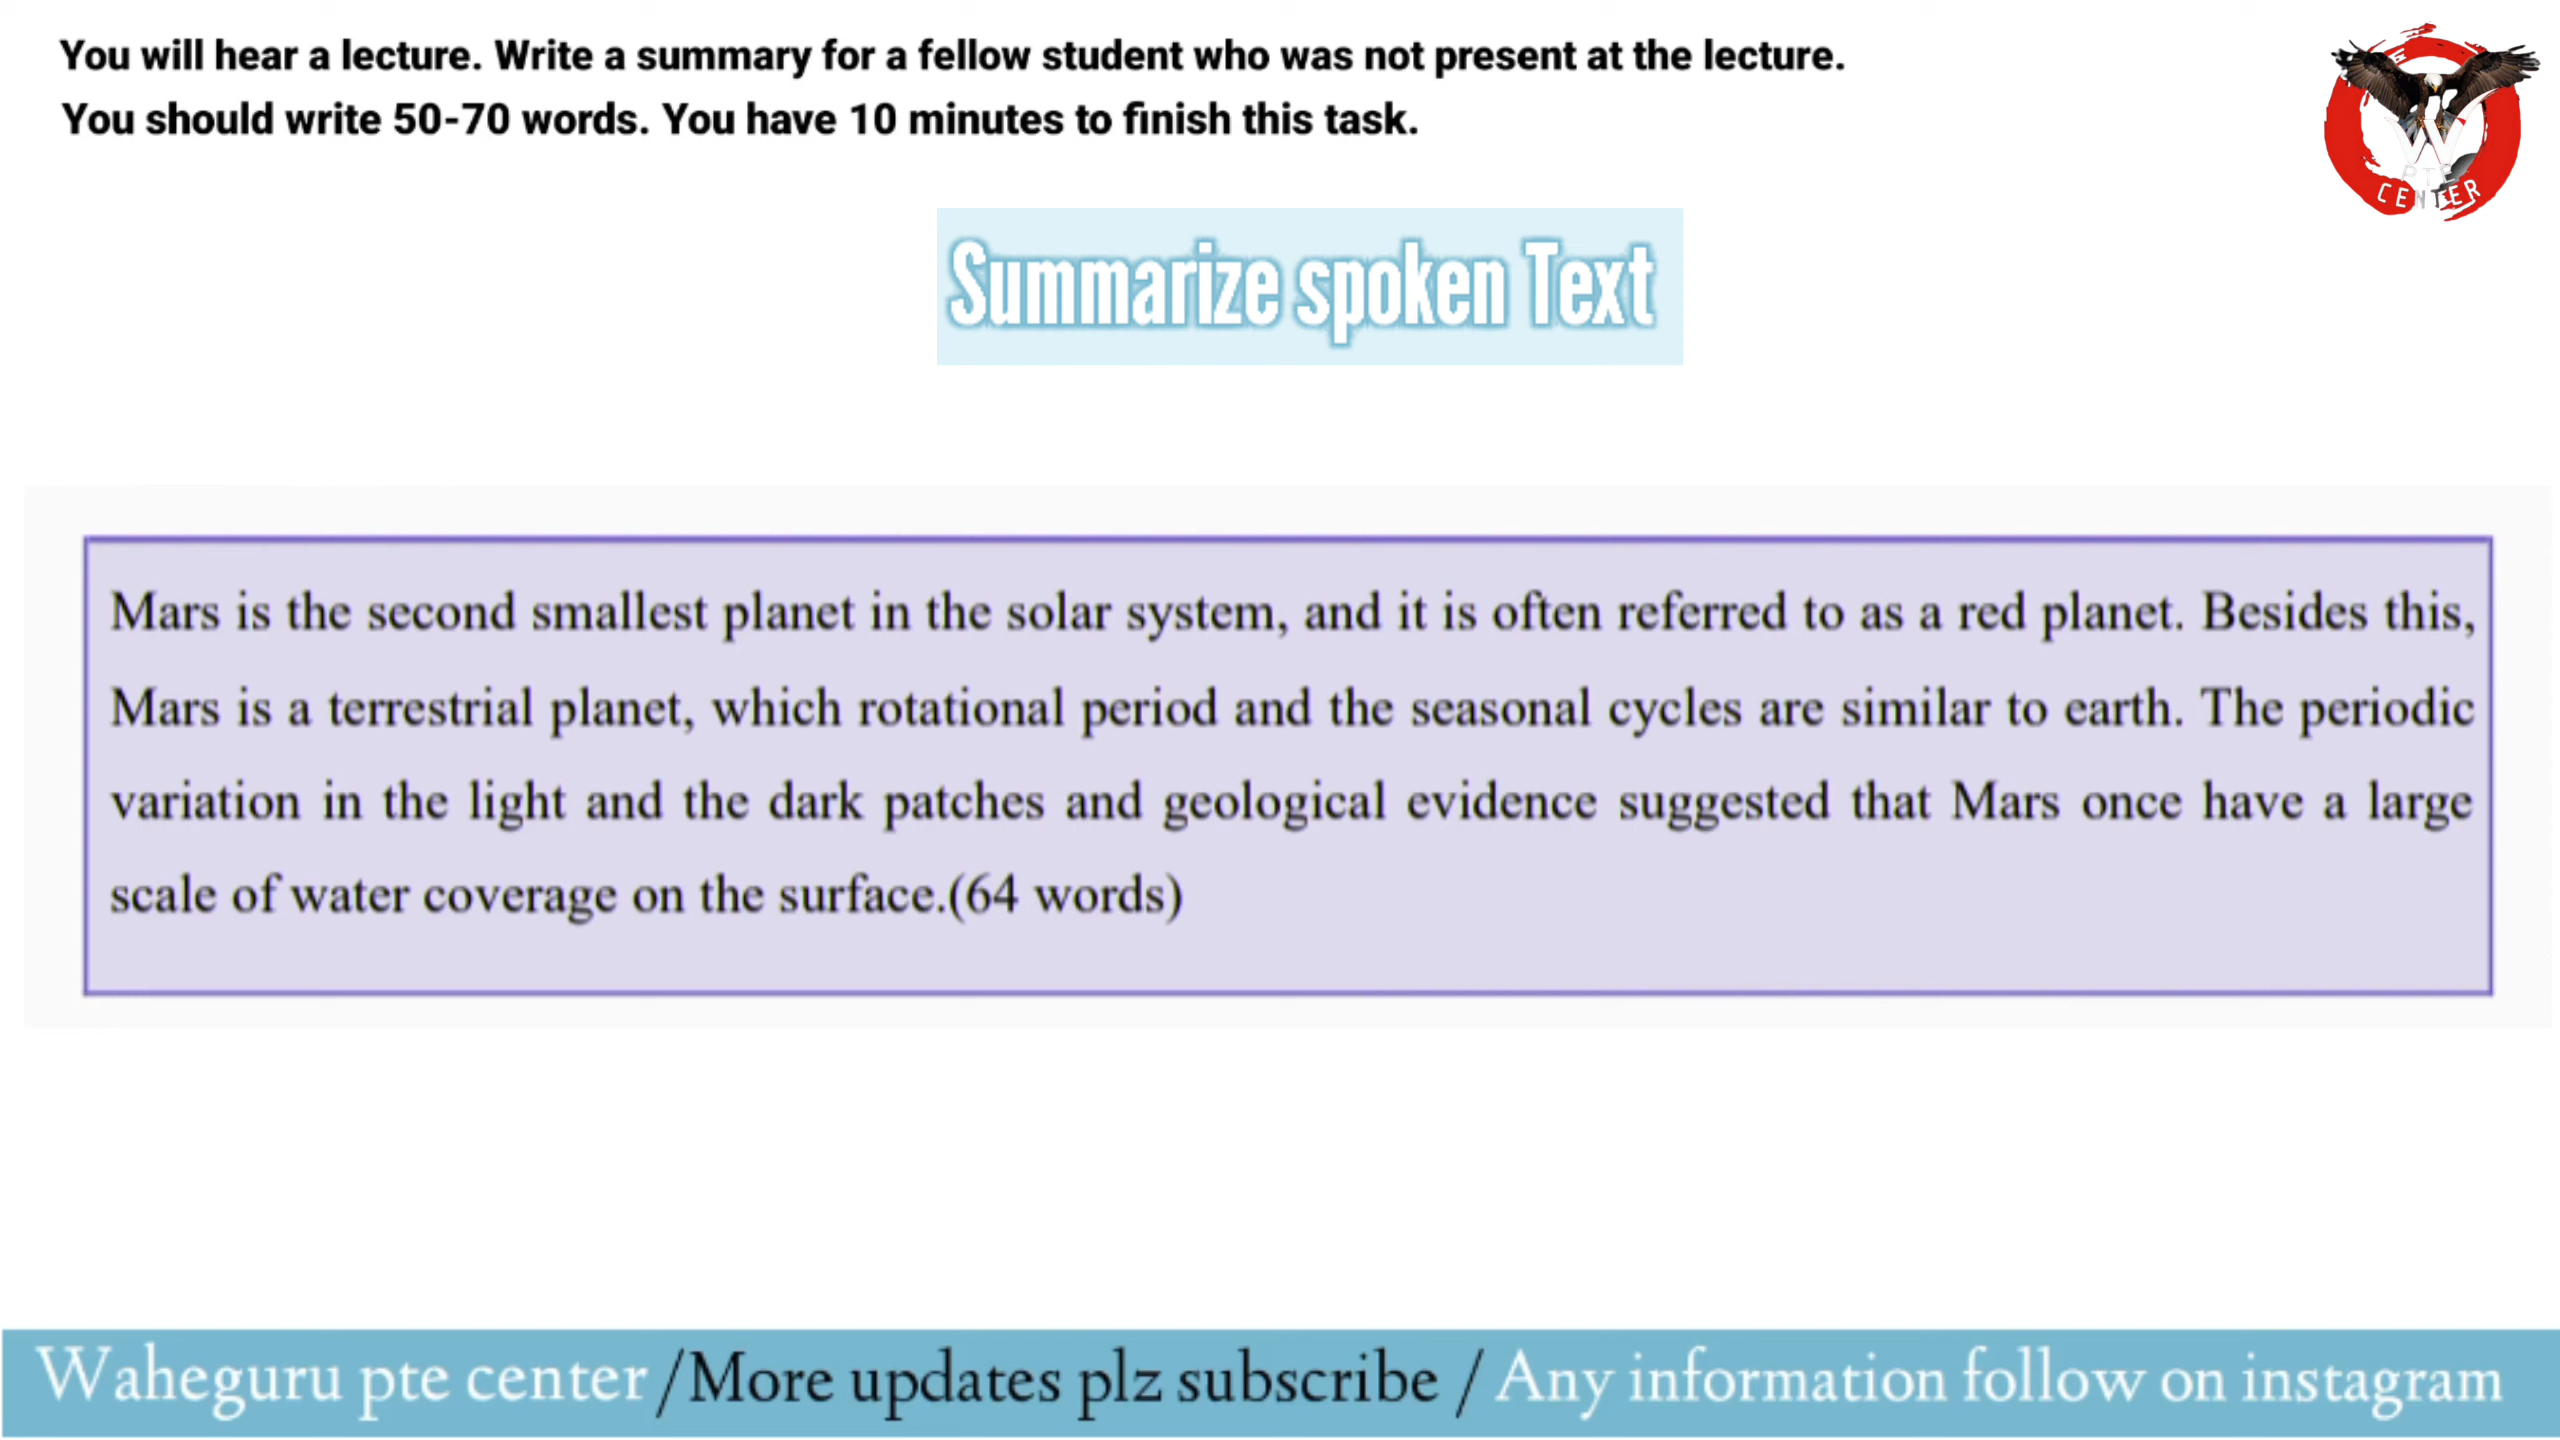 You will hear a lecture. Write a summary for a fellow student who was not present at the lecture.
You should write 50-70 words. You have 10 minutes to finish this task.
W
PTE
CENTER
Summarize spoken Text
Mars is the second smallest planet in the solar system, and it is often referred to as a red planet. Besides this,
Mars is a terrestrial planet, which rotational period and the seasonal cycles are similar to earth. The periodic
variation in the light and the dark patches and geological evidence suggested that Mars once have a large
scale of water coverage on the surface.(64 words)
Waheguru pte center /More updates plz subscribe / Any information follow on instagram